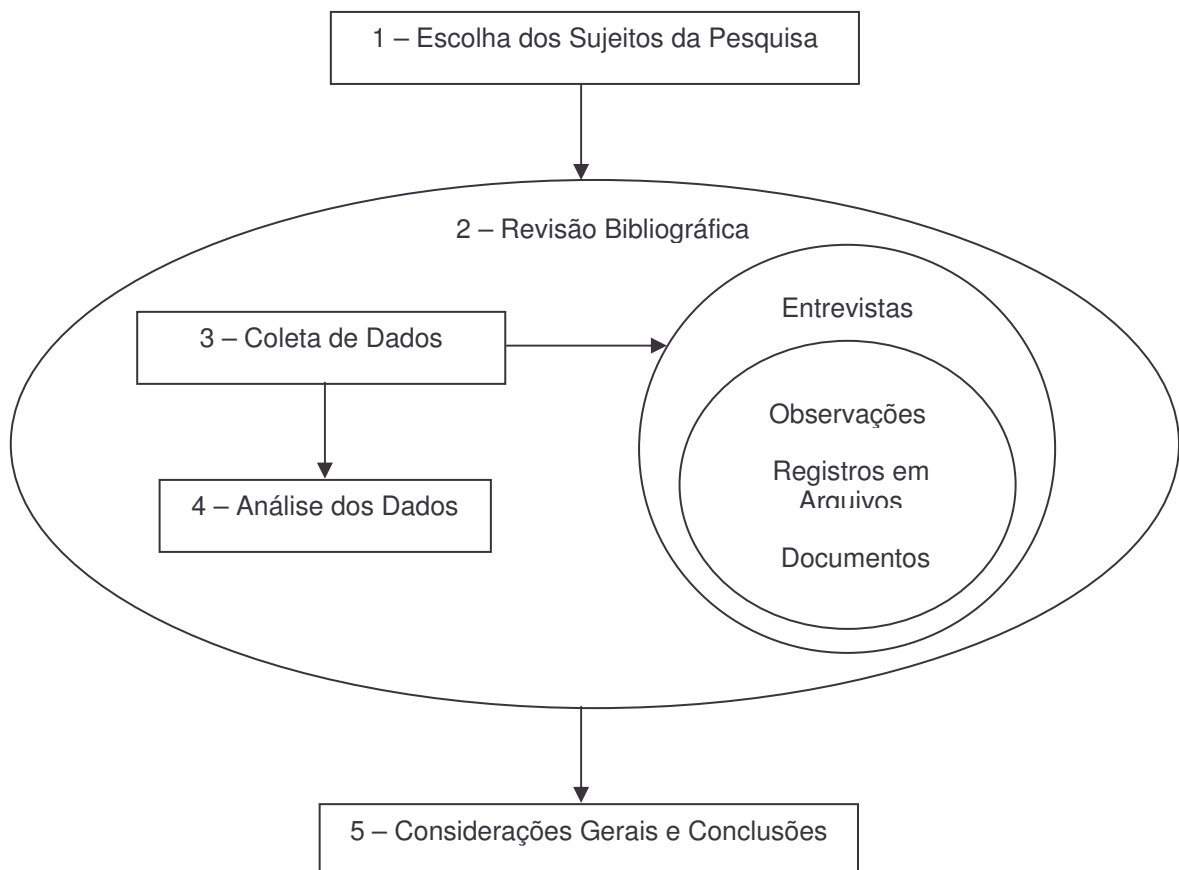 1 – Escolha dos Sujeitos da Pesquisa
2 – Revisão Bibliográfica
3 – Coleta de Dados
4 – Análise dos Dados
Entrevistas
Observações
Registros em
Arquivos
Documentos
5 – Considerações Gerais e Conclusões